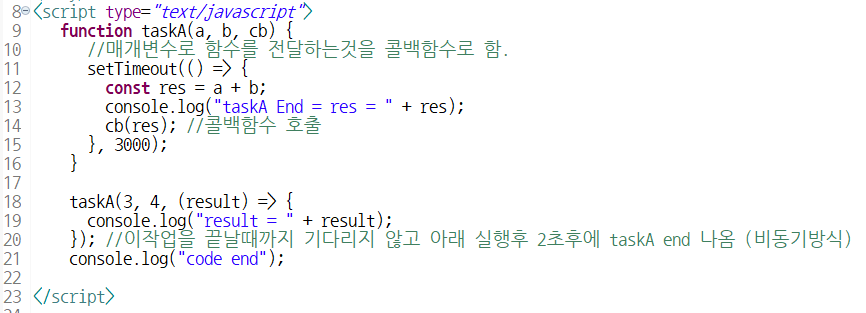 8 <script type="text/javascript">
9 function taskA(a, b, cb) {
10 //매개변수로 함수를 전달하는것을 콜백함수로 함.
11 setTimeout(() => {
12 const res = a + b;
13 console.log("taskA End = res = " + res);
14 cb(res); //콜백함수 호출
15 }, 3000);
16 }
17
18 taskA(3, 4, (result) => {
19 console.log("result = " + result);
20 }); //이작업을 끝날때까지 기다리지 않고 아래 실행후 2초후에 taskA end 나옴 (비동기방식)
21 console.log("code end");
22
23 </script>